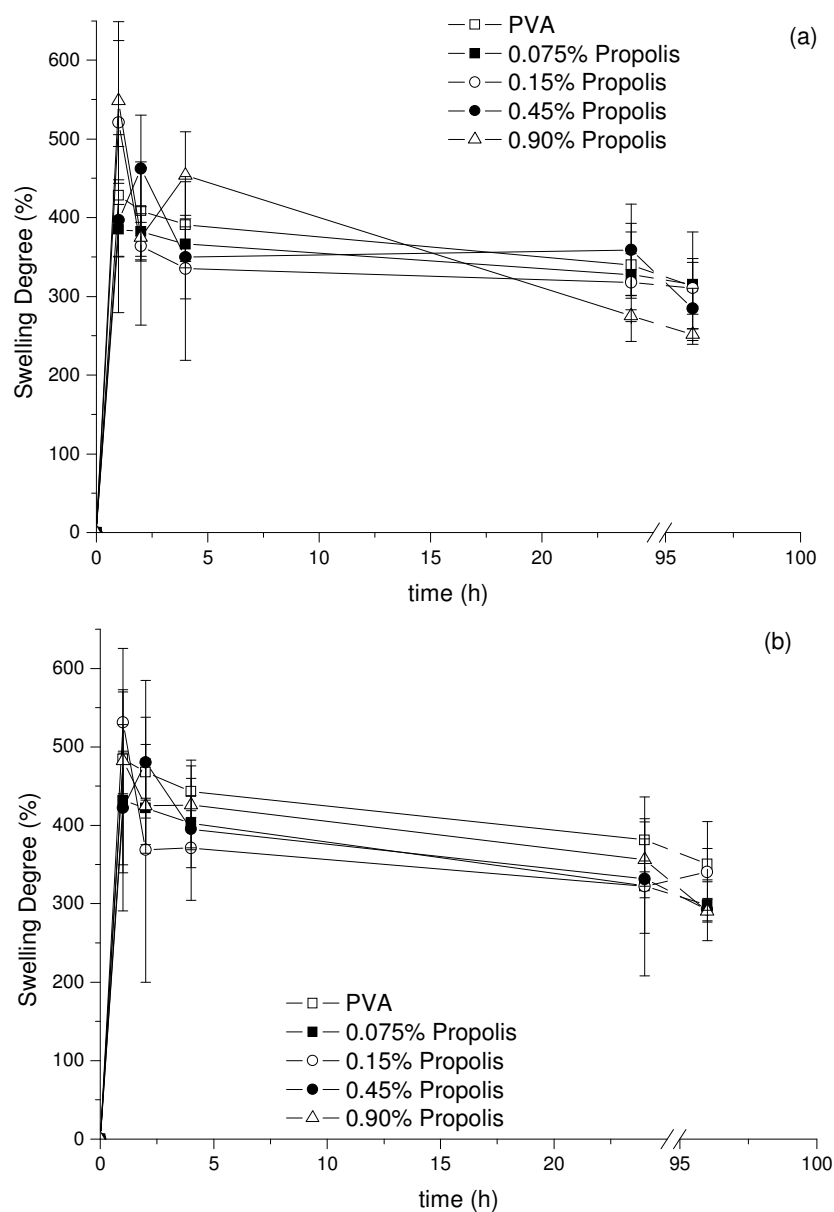 (a)
PVA
0.075% Propolis
0.15% Propolis
0.45% Propolis
0.90% Propolis
Swelling Degree (%)
600
500
400
300
200
100
0
0 5 10 15 20 95 100
time (h)
(b)
Swelling Degree (%)
600
500
400
300
200
100
0
PVA
0.075% Propolis
0.15% Propolis
0.45% Propolis
0.90% Propolis
0 5 10 15 20 95 100
time (h)